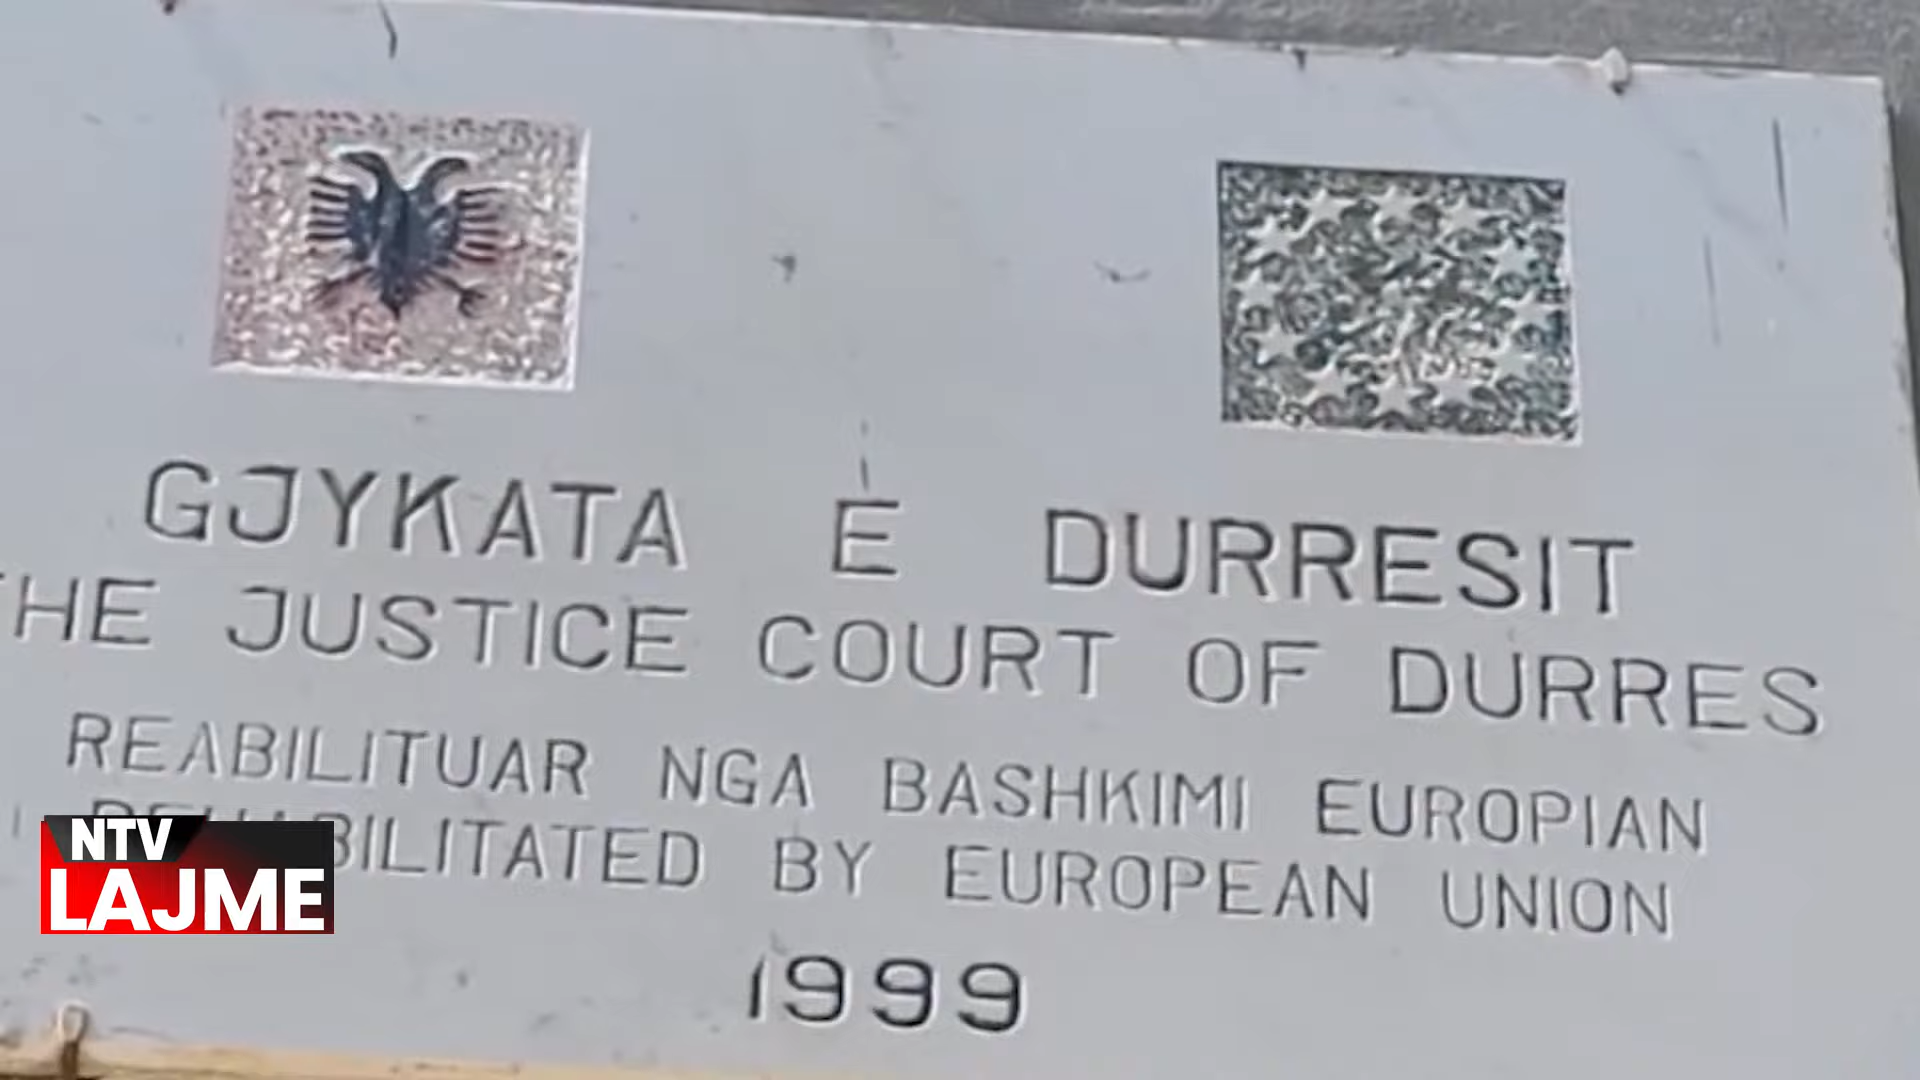 GJYKATA E DURRESIT
THE JUSTICE COURT OF DURRES
REABILITUAR NGA BASHKIMI EUROPIAN
REHABILITATED BY EUROPEAN UNION
1999
NTV
LAJME